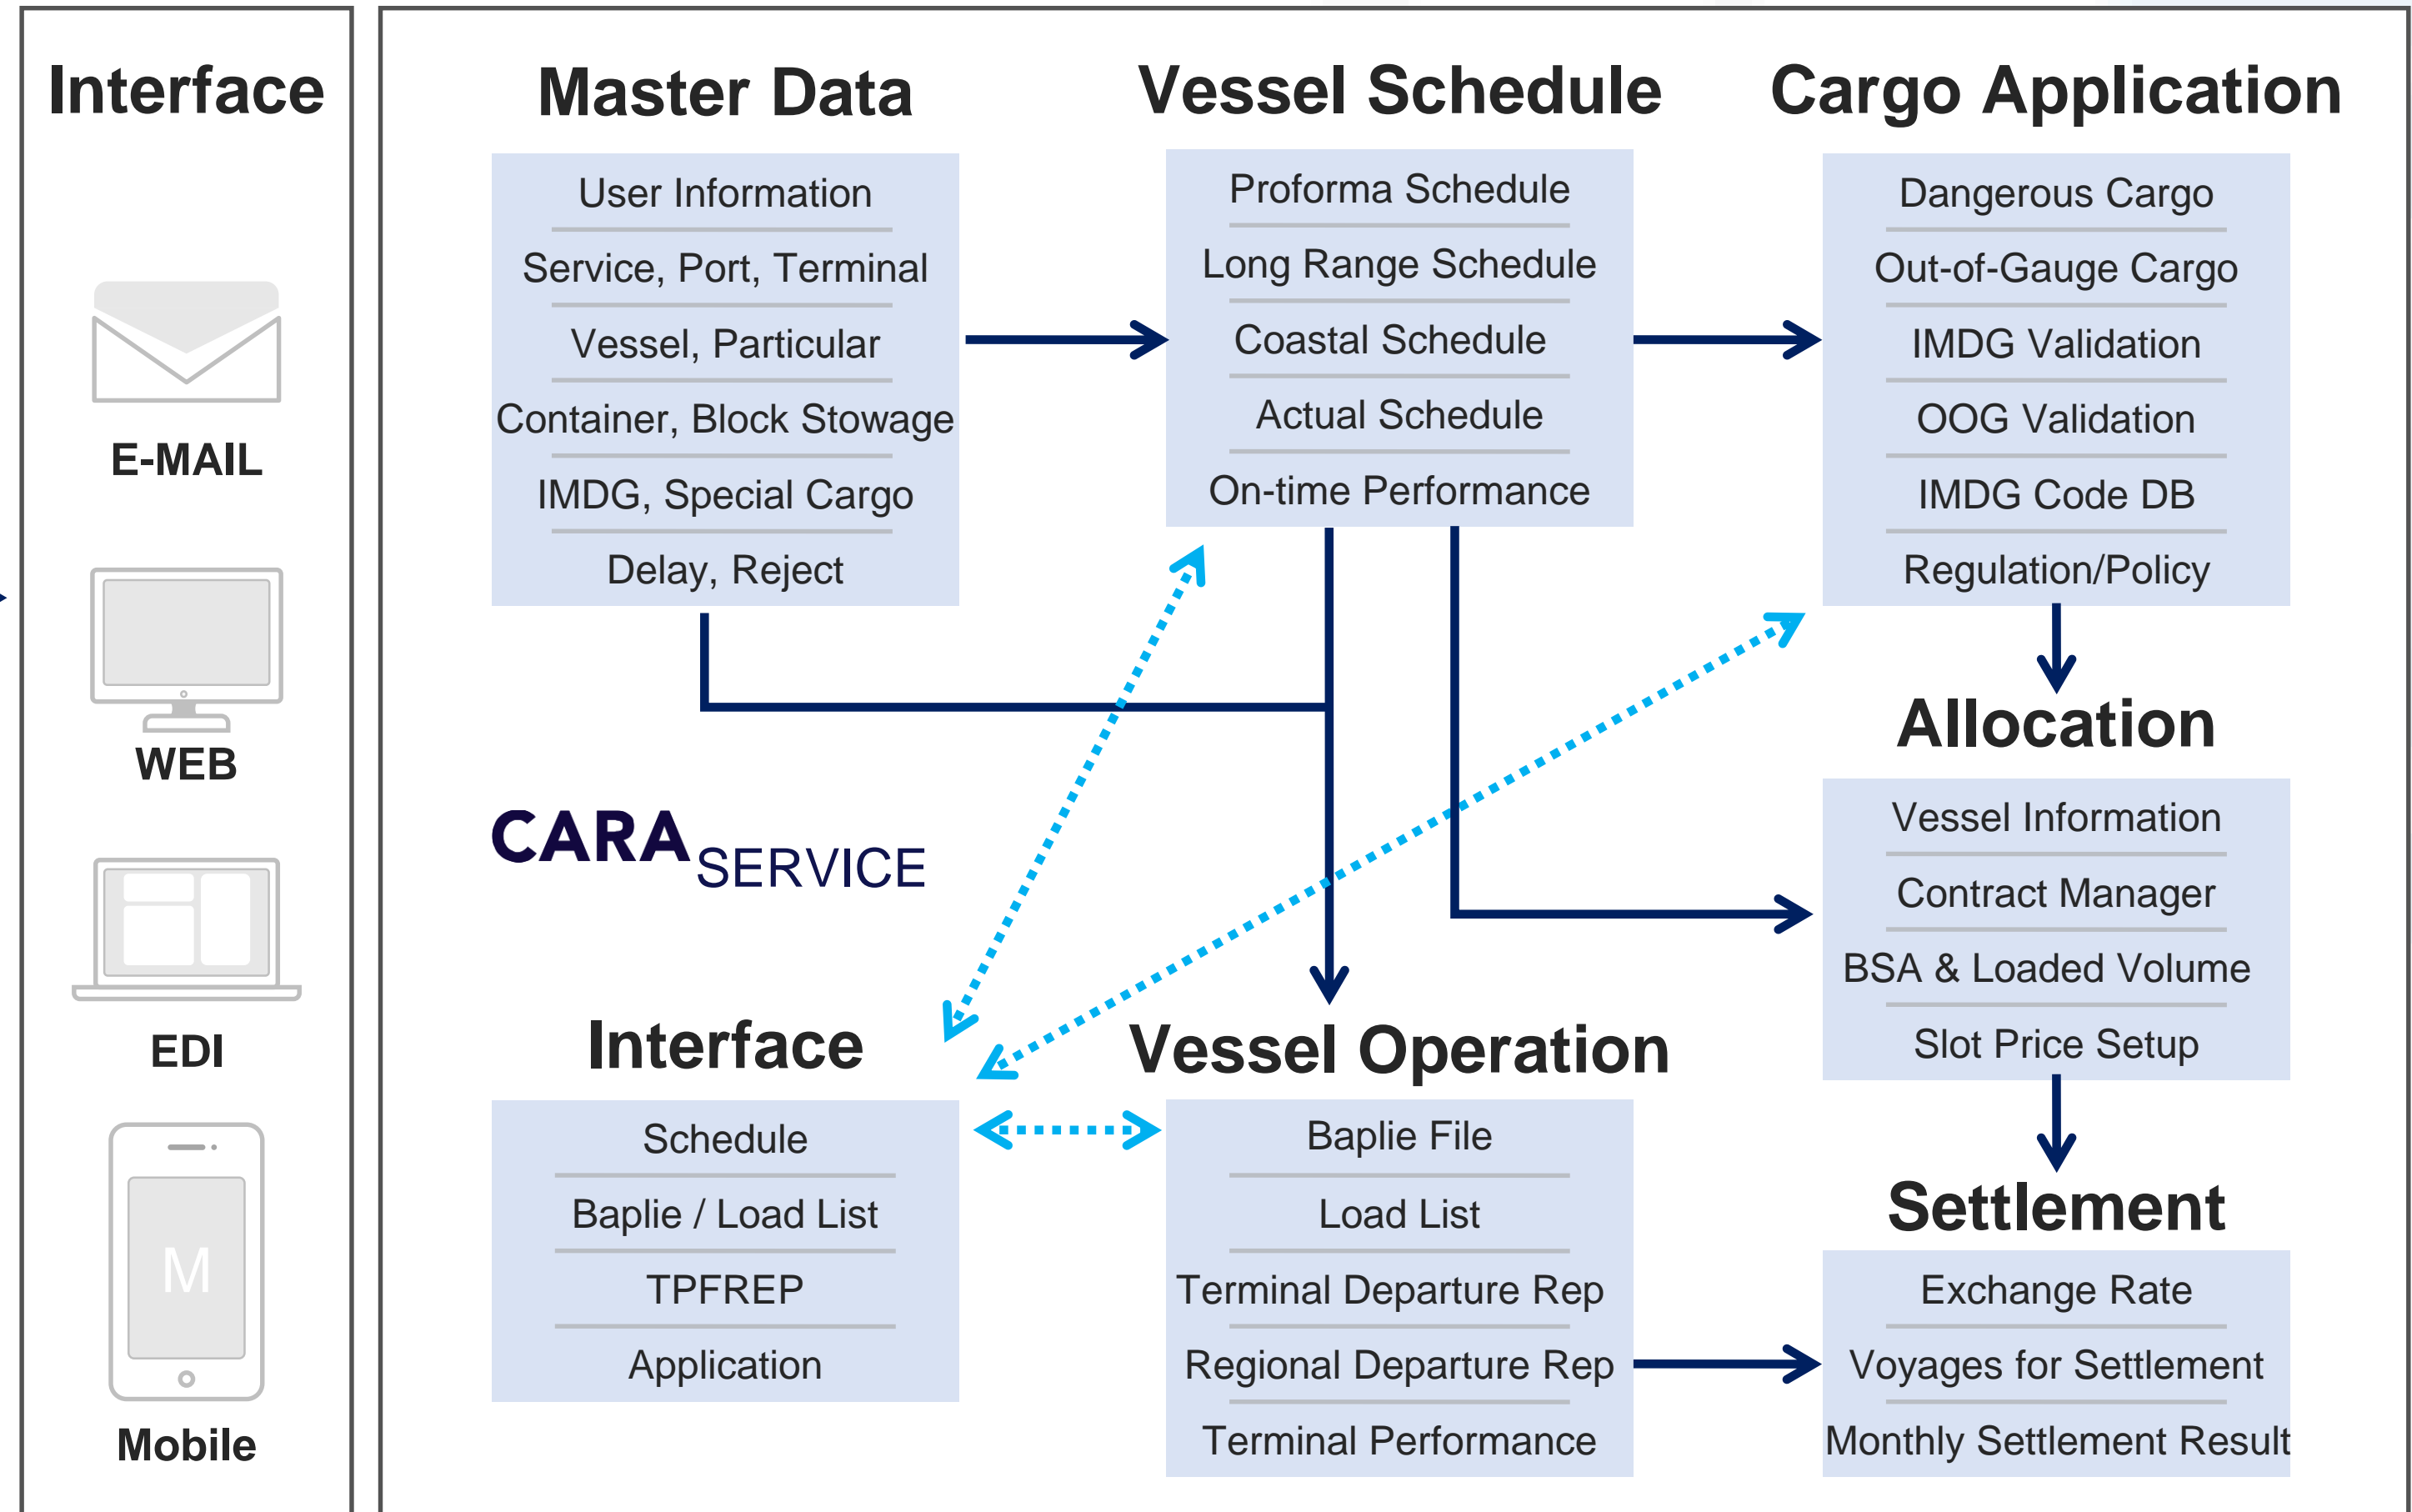 Interface
E-MAIL
WEB
EDI
M
Mobile
Master Data
User Information
Service, Port, Terminal
Vessel, Particular
Container, Block Stowage
IMDG, Special Cargo
Delay, Reject
Vessel Schedule
Proforma Schedule
Long Range Schedule
Coastal Schedule
Actual Schedule
On-time Performance
Cargo Application
Dangerous Cargo
Out-of-Gauge Cargo
IMDG Validation
OOG Validation
IMDG Code DB
Regulation/Policy
CARA SERVICE
Allocation
Vessel Information
Contract Manager
BSA & Loaded Volume
Slot Price Setup
Interface
Schedule
Baplie / Load List
TPFREP
Application
Vessel Operation
Baplie File
Load List
Terminal Departure Rep
Regional Departure Rep
Terminal Performance
Settlement
Exchange Rate
Voyages for Settlement
Monthly Settlement Result